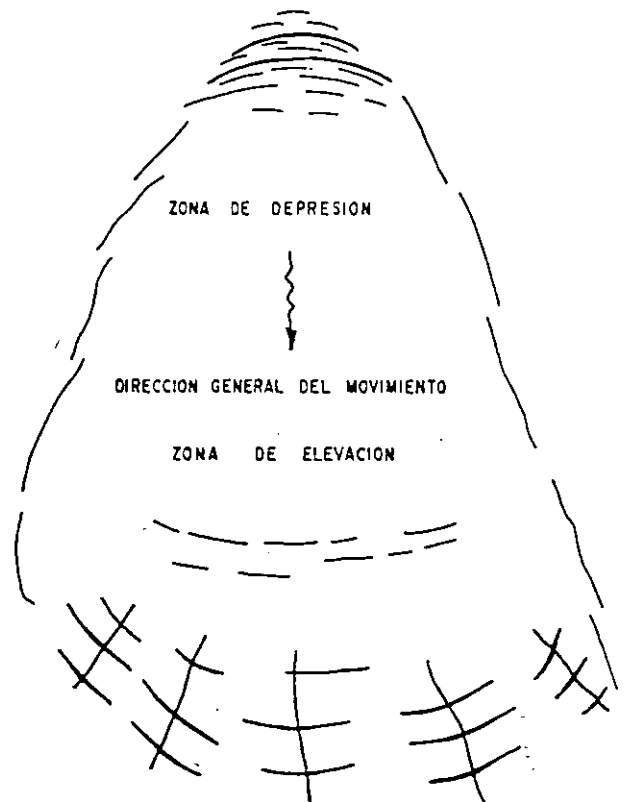 ZONA DE DEPRESION
DIRECCION GENERAL DEL MOVIMIENTO
ZONA DE ELEVACION